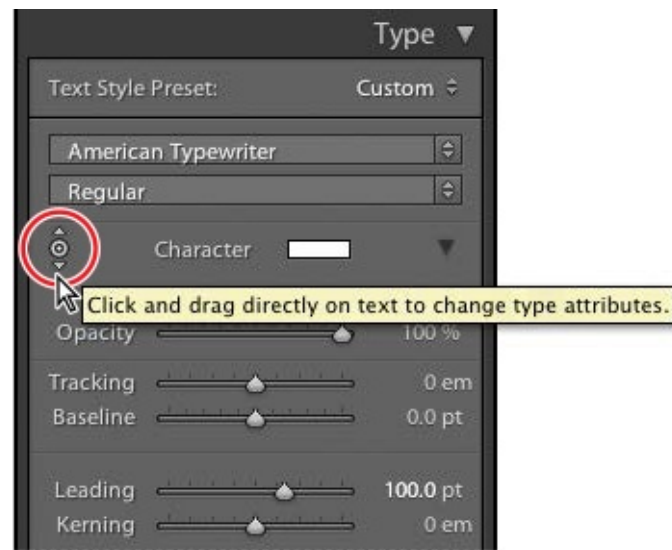 Type
Text Style Preset: Custom
American Typewriter
Regular
Character
Click and drag directly on text to change type attributes.
Opacity 100 %
Tracking 0 em
Baseline 0.0 pt
Leading 100.0 pt
Kerning 0 em